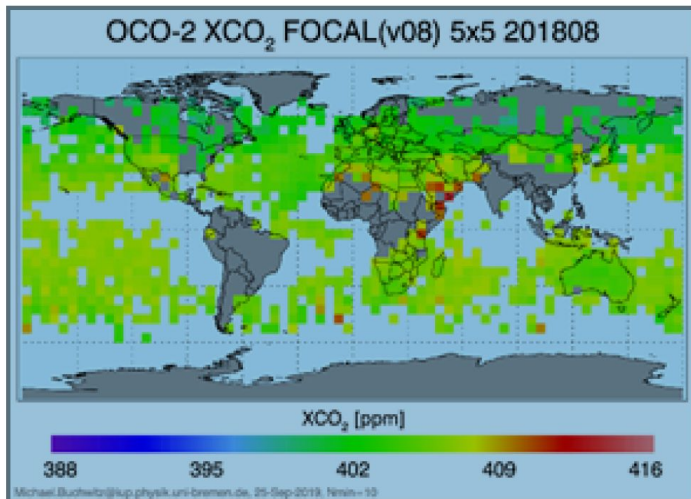 OCO-2 XCO₂ FOCAL(v08) 5x5 201808
XCO₂ [ppm]
388 395 402 409 416
Michael.Buchwitz@iup.physik.uni-bremen.de, 25-Sep-2019, Nmin=10